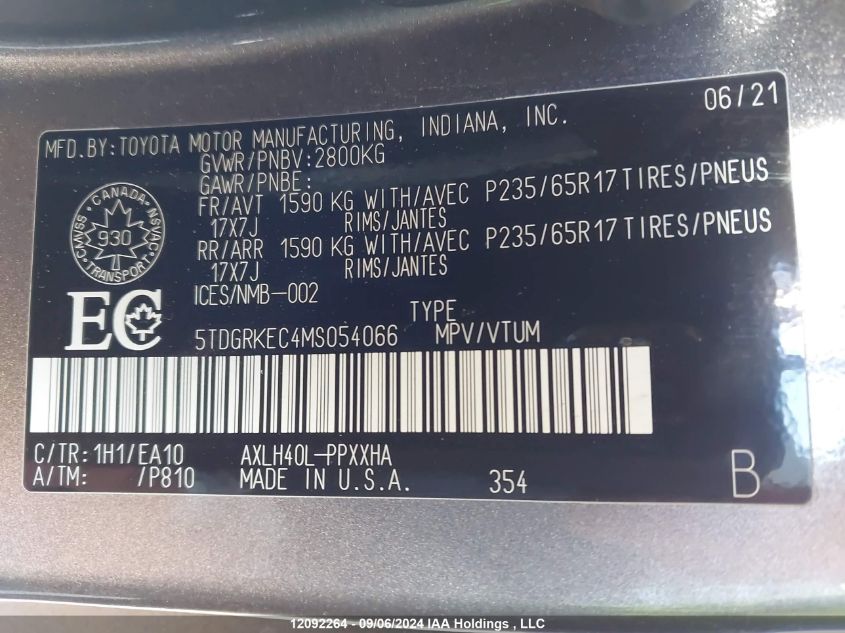 06/21
MFD.BY:TOYOTA MOTOR MANUFACTURING, INDIANA, INC.
GVWR/PNBV:2800KG
GAWR/PNBE:
FR/AVT 1590 KG WITH/AVEC P235/65R17 TIRES/PNEUS
17X7J RIMS/JANTES
RR/ARR 1590 KG WITH/AVEC P235/65R17 TIRES/PNEUS
17X7J RIMS/JANTES
CANADA
CMVSS 930 NSVAC
TRANSPORT
ICES/NMB-002
EC
TYPE
5TDGRKEC4MS054066 MPV/VTUM
C/TR: 1H1/EA10 AXLH40L-PPXXHA
A/TM: /P810 MADE IN U.S.A. 354 B
12092264 - 09/06/2024 IAA Holdings , LLC